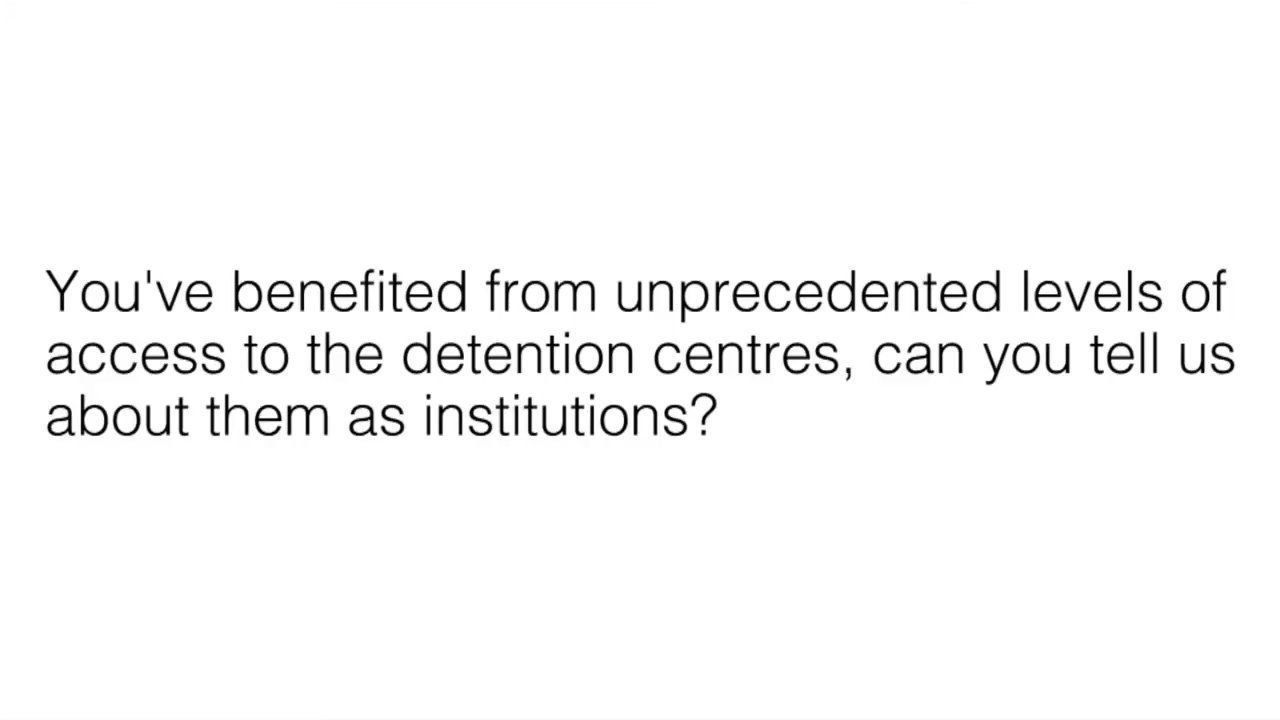 You've benefited from unprecedented levels of
access to the detention centres, can you tell us
about them as institutions?